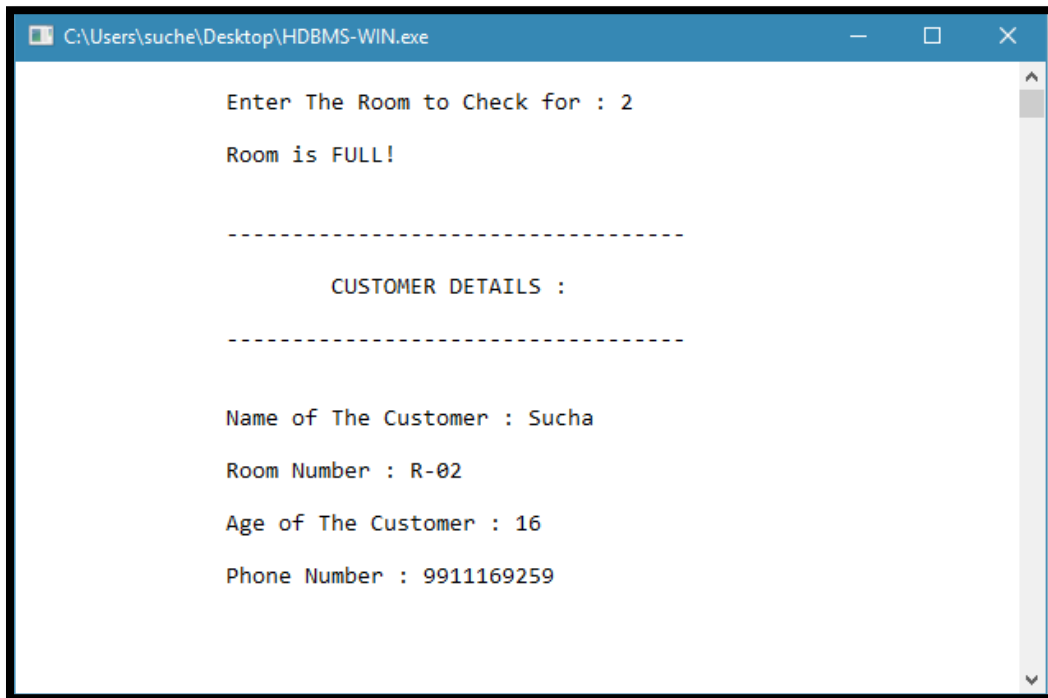 C:\Users\suche\Desktop\HDBMS-WIN.exe
Enter The Room to Check for : 2
Room is FULL!
-----------------------------------
CUSTOMER DETAILS :
-----------------------------------
Name of The Customer : Sucha
Room Number : R-02
Age of The Customer : 16
Phone Number : 9911169259